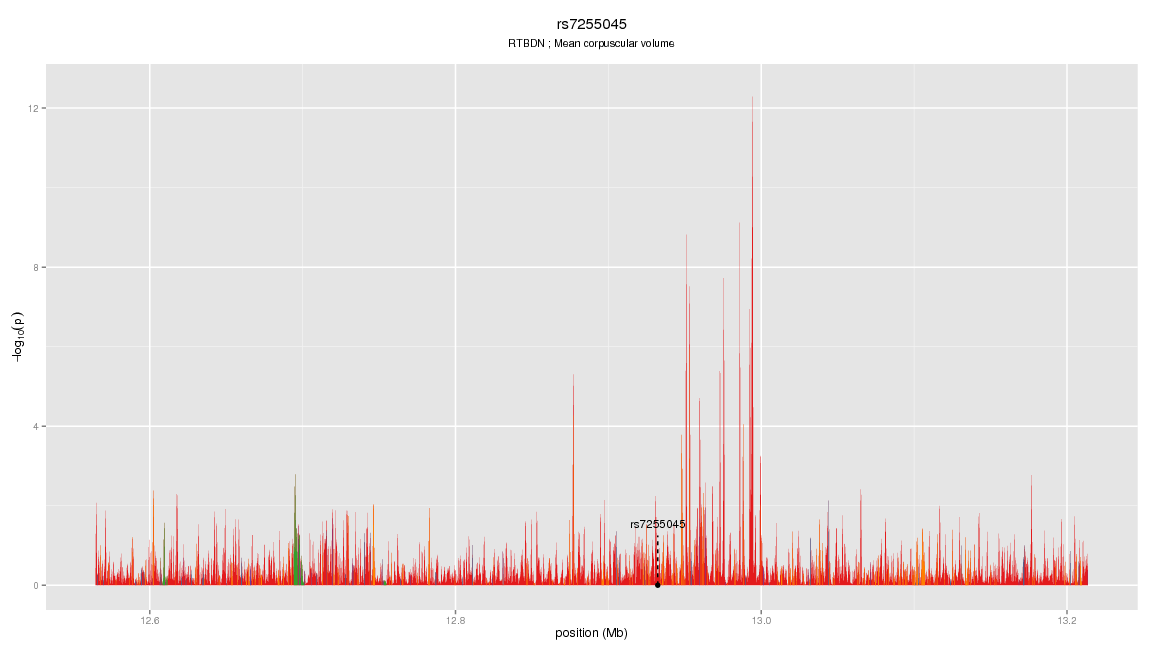 rs7255045
RTBDN ; Mean corpuscular volume
12
8
4
0
−log10(p)
rs7255045
12.6
12.8
13.0
13.2
position (Mb)